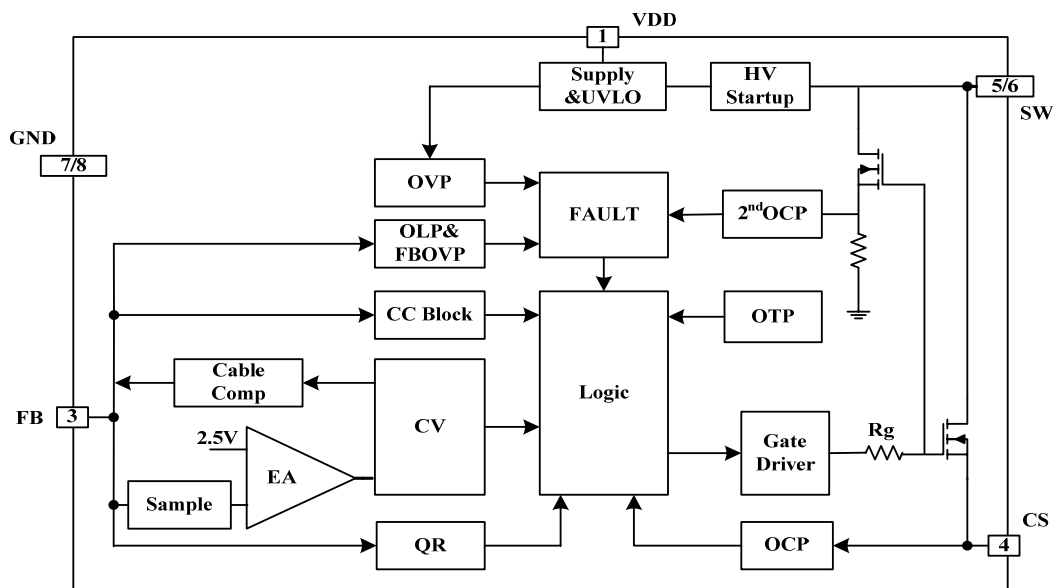 VDD
1
Supply
&UVLO
HV
Startup
5/6
SW
GND
7/8
OVP
FAULT
2ndOCP
OLP&
FBOVP
CC Block
OTP
Cable
Comp
Logic
FB
3
CV
2.5V
EA
Gate
Driver
Rg
Sample
QR
OCP
CS
4